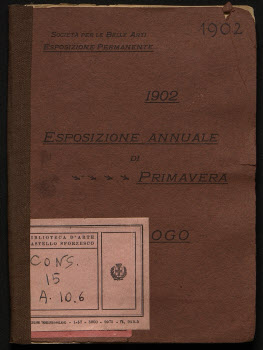 1902
SOCIETÀ PER LE BELLE ARTI
ESPOSIZIONE PERMANENTE
1902
ESPOSIZIONE ANNUALE
DI
PRIMAVERA
OGO
BIBLIOTECA D'ARTE
CASTELLO SFORZESCO
CONS.
15
A. 10.6